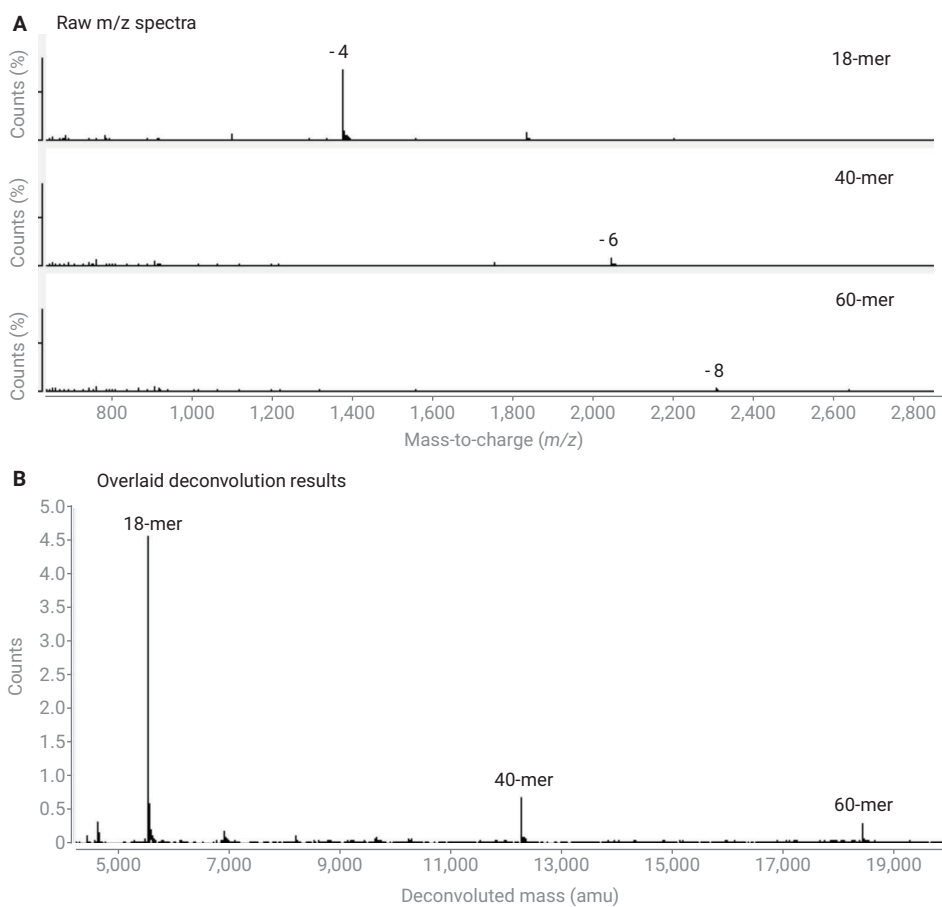 A Raw m/z spectra
Counts (%)
- 4
18-mer
Counts (%)
- 6
40-mer
Counts (%)
- 8
60-mer
800 1,000 1,200 1,400 1,600 1,800 2,000 2,200 2,400 2,600 2,800
Mass-to-charge (m/z)
B Overlaid deconvolution results
Counts
5.0
4.5
4.0
3.5
3.0
2.5
2.0
1.5
1.0
0.5
0
18-mer
40-mer
60-mer
5,000 7,000 9,000 11,000 13,000 15,000 17,000 19,000
Deconvoluted mass (amu)